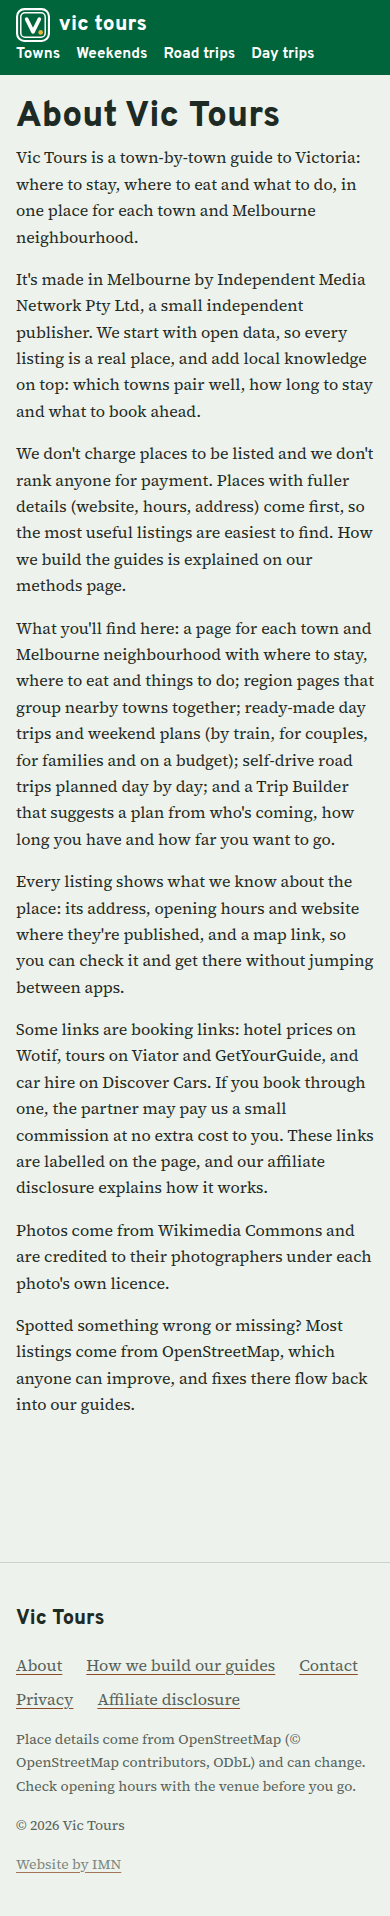 vic tours
Towns Weekends Road trips Day trips
About Vic Tours
Vic Tours is a town-by-town guide to Victoria:
where to stay, where to eat and what to do, in
one place for each town and Melbourne
neighbourhood.
It's made in Melbourne by Independent Media
Network Pty Ltd, a small independent
publisher. We start with open data, so every
listing is a real place, and add local knowledge
on top: which towns pair well, how long to stay
and what to book ahead.
We don't charge places to be listed and we don't
rank anyone for payment. Places with fuller
details (website, hours, address) come first, so
the most useful listings are easiest to find. How
we build the guides is explained on our
methods page.
What you'll find here: a page for each town and
Melbourne neighbourhood with where to stay,
where to eat and things to do; region pages that
group nearby towns together; ready-made day
trips and weekend plans (by train, for couples,
for families and on a budget); self-drive road
trips planned day by day; and a Trip Builder
that suggests a plan from who's coming, how
long you have and how far you want to go.
Every listing shows what we know about the
place: its address, opening hours and website
where they're published, and a map link, so
you can check it and get there without jumping
between apps.
Some links are booking links: hotel prices on
Wotif, tours on Viator and GetYourGuide, and
car hire on Discover Cars. If you book through
one, the partner may pay us a small
commission at no extra cost to you. These links
are labelled on the page, and our affiliate
disclosure explains how it works.
Photos come from Wikimedia Commons and
are credited to their photographers under each
photo's own licence.
Spotted something wrong or missing? Most
listings come from OpenStreetMap, which
anyone can improve, and fixes there flow back
into our guides.
Vic Tours
About How we build our guides Contact
Privacy Affiliate disclosure
Place details come from OpenStreetMap (©
OpenStreetMap contributors, ODbL) and can change.
Check opening hours with the venue before you go.
© 2026 Vic Tours
Website by IMN